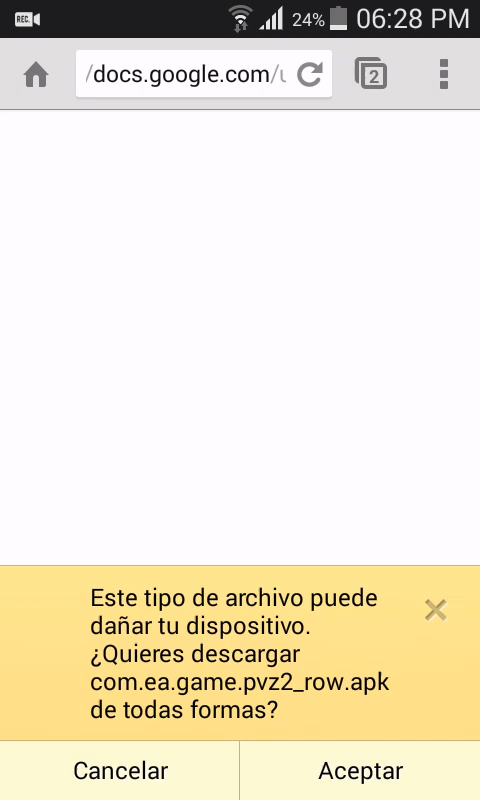 REC.
24%
06:28 PM
/docs.google.com/u
2
Este tipo de archivo puede
dañar tu dispositivo.
¿Quieres descargar
com.ea.game.pvz2_row.apk
de todas formas?
Cancelar
Aceptar